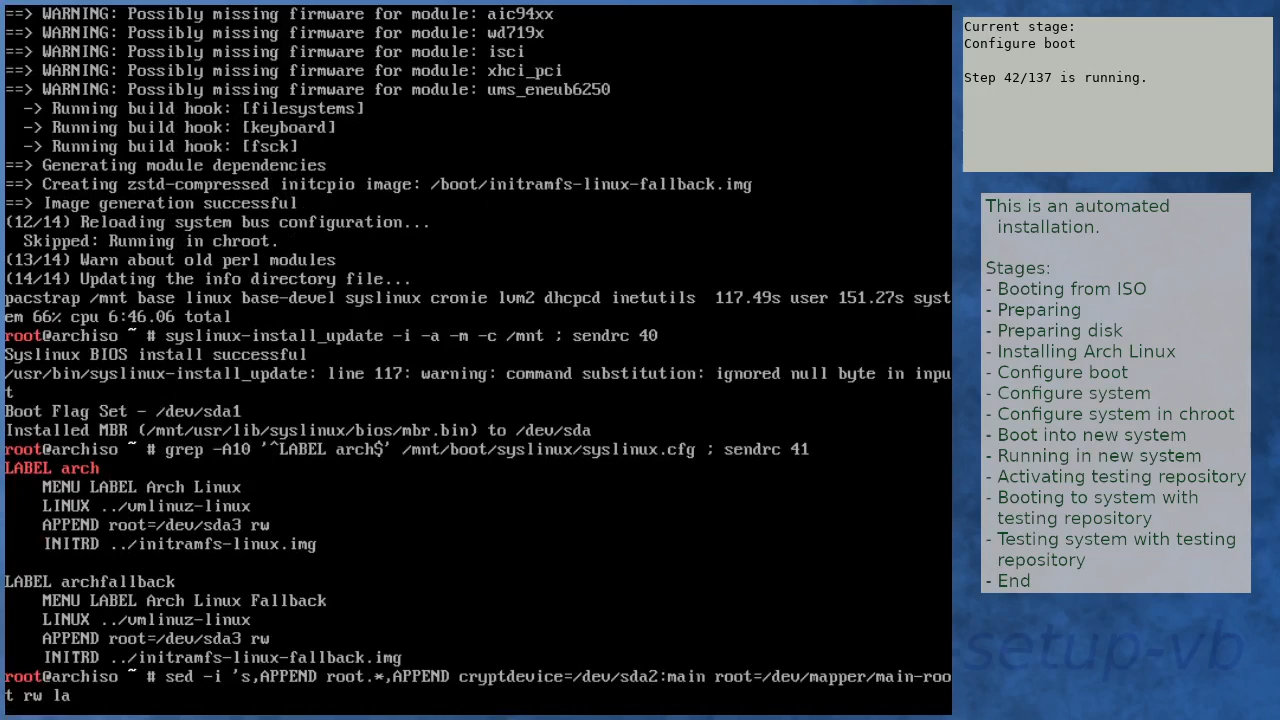 ==> WARNING: Possibly missing firmware for module: aic94xx
==> WARNING: Possibly missing firmware for module: wd719x
==> WARNING: Possibly missing firmware for module: isci
==> WARNING: Possibly missing firmware for module: xhci_pci
==> WARNING: Possibly missing firmware for module: ums_eneub6250
  -> Running build hook: [filesystems]
  -> Running build hook: [keyboard]
  -> Running build hook: [fsck]
==> Generating module dependencies
==> Creating zstd-compressed initcpio image: /boot/initramfs-linux-fallback.img
==> Image generation successful
(12/14) Reloading system bus configuration...
  Skipped: Running in chroot.
(13/14) Warn about old perl modules
(14/14) Updating the info directory file...
pacstrap /mnt base linux base-devel syslinux cronie lvm2 dhcpcd inetutils  117.49s user 151.27s syst
em 66% cpu 6:46.06 total
root@archiso ~ # syslinux-install_update -i -a -m -c /mnt ; sendrc 40
Syslinux BIOS install successful
/usr/bin/syslinux-install_update: line 117: warning: command substitution: ignored null byte in inpu
t
Boot Flag Set - /dev/sda1
Installed MBR (/mnt/usr/lib/syslinux/bios/mbr.bin) to /dev/sda
root@archiso ~ # grep -A10 '^LABEL arch$' /mnt/boot/syslinux/syslinux.cfg ; sendrc 41
LABEL arch
    MENU LABEL Arch Linux
    LINUX ../vmlinuz-linux
    APPEND root=/dev/sda3 rw
    INITRD ../initramfs-linux.img

LABEL archfallback
    MENU LABEL Arch Linux Fallback
    LINUX ../vmlinuz-linux
    APPEND root=/dev/sda3 rw
    INITRD ../initramfs-linux-fallback.img
root@archiso ~ # sed -i 's,APPEND root.*,APPEND cryptdevice=/dev/sda2:main root=/dev/mapper/main-roo
t rw la
Current stage:
Configure boot

Step 42/137 is running.
This is an automated
installation.

Stages:
- Booting from ISO
- Preparing
- Preparing disk
- Installing Arch Linux
- Configure boot
- Configure system
- Configure system in chroot
- Boot into new system
- Running in new system
- Activating testing repository
- Booting to system with
testing repository
- Testing system with testing
repository
- End
-setup-vb